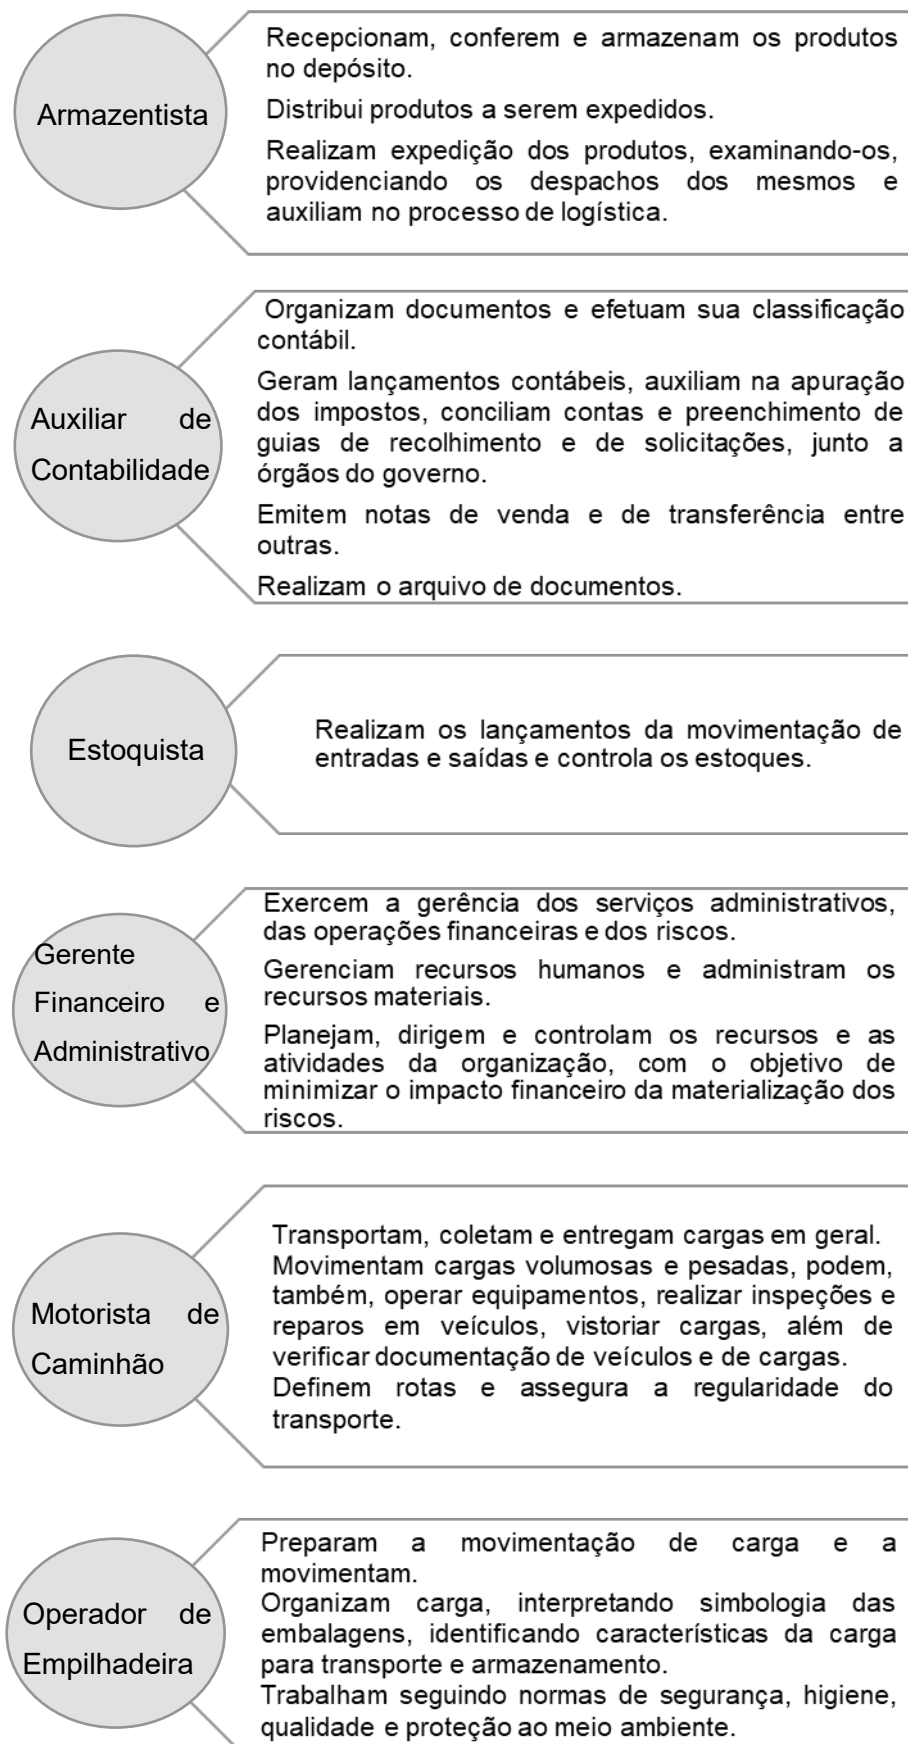 Armazentista
Recepcionam, conferem e armazenam os produtos
no depósito.
Distribui produtos a serem expedidos.
Realizam expedição dos produtos, examinando-os,
providenciando os despachos dos mesmos e
auxiliam no processo de logística.
Auxiliar de
Contabilidade
Organizam documentos e efetuam sua classificação
contábil.
Geram lançamentos contábeis, auxiliam na apuração
dos impostos, conciliam contas e preenchimento de
guias de recolhimento e de solicitações, junto a
órgãos do governo.
Emitem notas de venda e de transferência entre
outras.
Realizam o arquivo de documentos.
Estoquista
Realizam os lançamentos da movimentação de
entradas e saídas e controla os estoques.
Gerente
Financeiro e
Administrativo
Exercem a gerência dos serviços administrativos,
das operações financeiras e dos riscos.
Gerenciam recursos humanos e administram os
recursos materiais.
Planejam, dirigem e controlam os recursos e as
atividades da organização, com o objetivo de
minimizar o impacto financeiro da materialização dos
riscos.
Motorista de
Caminhão
Transportam, coletam e entregam cargas em geral.
Movimentam cargas volumosas e pesadas, podem,
também, operar equipamentos, realizar inspeções e
reparos em veículos, vistoriar cargas, além de
verificar documentação de veículos e de cargas.
Definem rotas e assegura a regularidade do
transporte.
Operador de
Empilhadeira
Preparam a movimentação de carga e a
movimentam.
Organizam carga, interpretando simbologia das
embalagens, identificando características da carga
para transporte e armazenamento.
Trabalham seguindo normas de segurança, higiene,
qualidade e proteção ao meio ambiente.